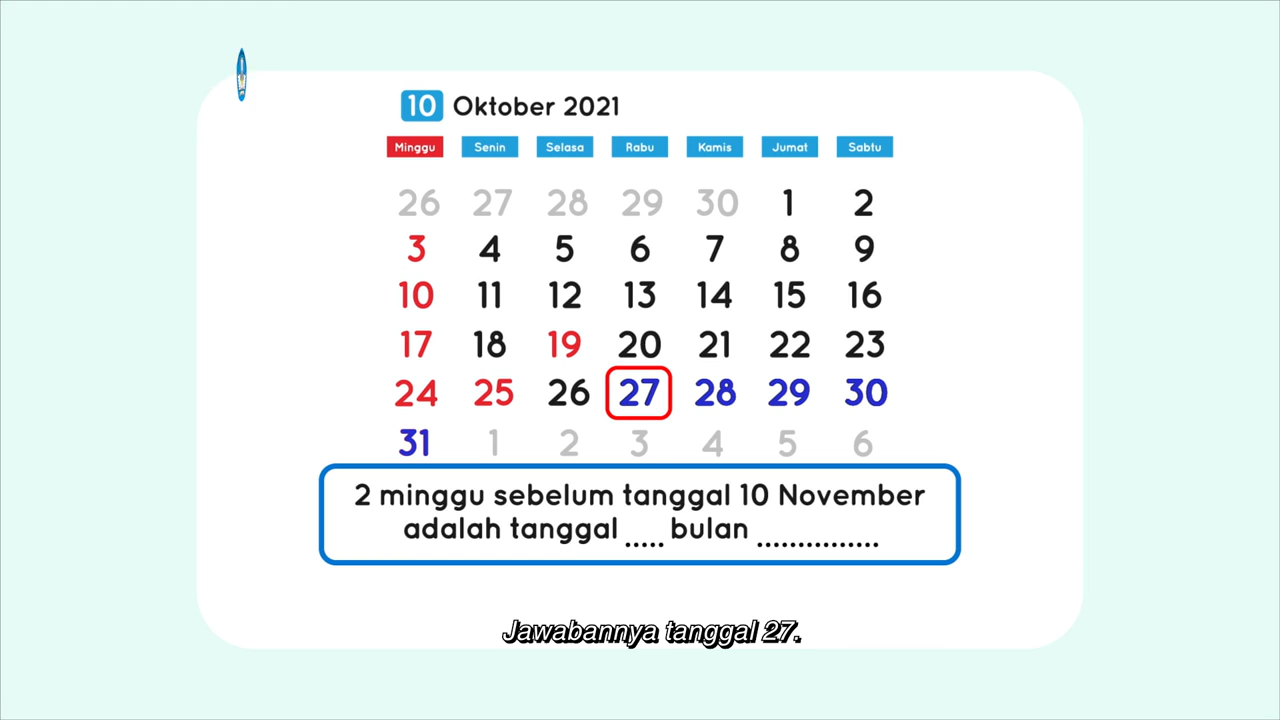 10 Oktober 2021
Minggu Senin Selasa Rabu Kamis Jumat Sabtu
26 27 28 29 30 1 2
3 4 5 6 7 8 9
10 11 12 13 14 15 16
17 18 19 20 21 22 23
24 25 26 27 28 29 30
31 1 2 3 4 5 6
2 minggu sebelum tanggal 10 November
adalah tanggal ..... bulan ...............
Jawabannya tanggal 27.